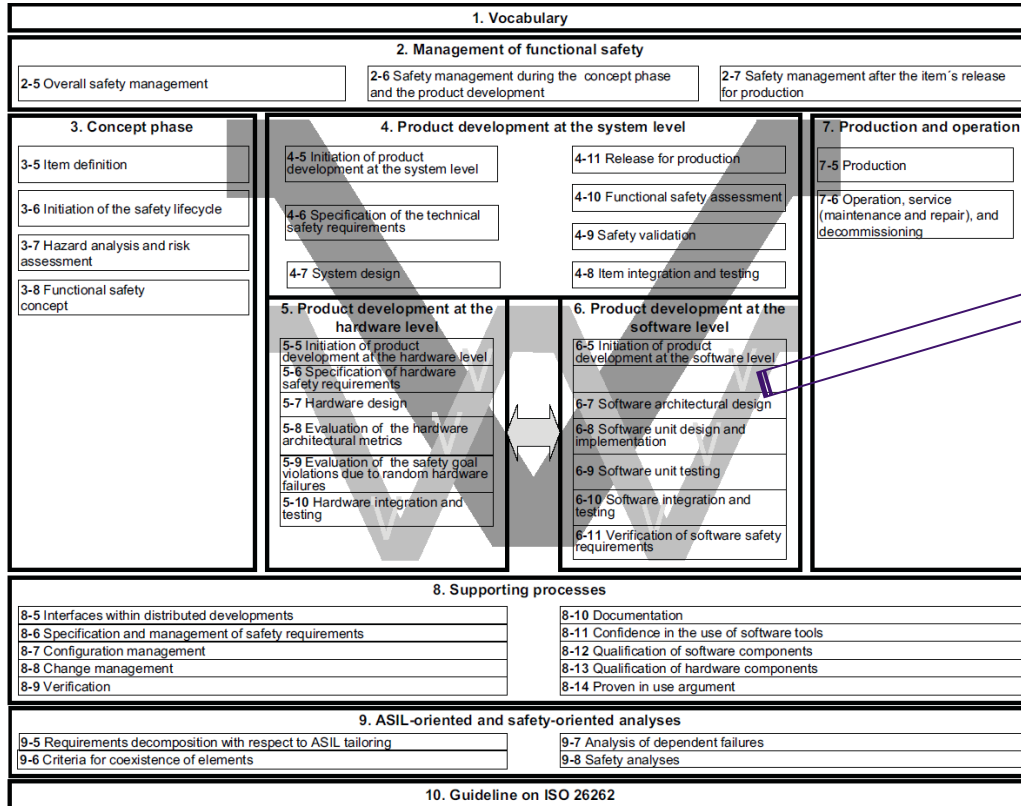 1. Vocabulary
2. Management of functional safety
2-5 Overall safety management
2-6 Safety management during the concept phase
and the product development
2-7 Safety management after the item´s release
for production
3. Concept phase
3-5 Item definition
3-6 Initiation of the safety lifecycle
3-7 Hazard analysis and risk
assessment
3-8 Functional safety
concept
4. Product development at the system level
4-5 Initiation of product
development at the system level
4-6 Specification of the technical
safety requirements
4-7 System design
4-11 Release for production
4-10 Functional safety assessment
4-9 Safety validation
4-8 Item integration and testing
7. Production and operation
7-5 Production
7-6 Operation, service
(maintenance and repair), and
decommissioning
5. Product development at the
hardware level
5-5 Initiation of product
development at the hardware level
5-6 Specification of hardware
safety requirements
5-7 Hardware design
5-8 Evaluation of the hardware
architectural metrics
5-9 Evaluation of the safety goal
violations due to random hardware
failures
5-10 Hardware integration and
testing
6. Product development at the
software level
6-5 Initiation of product
development at the software level
6-7 Software architectural design
6-8 Software unit design and
implementation
6-9 Software unit testing
6-10 Software integration and
testing
6-11 Verification of software safety
requirements
8. Supporting processes
8-5 Interfaces within distributed developments
8-6 Specification and management of safety requirements
8-7 Configuration management
8-8 Change management
8-9 Verification
8-10 Documentation
8-11 Confidence in the use of software tools
8-12 Qualification of software components
8-13 Qualification of hardware components
8-14 Proven in use argument
9. ASIL-oriented and safety-oriented analyses
9-5 Requirements decomposition with respect to ASIL tailoring
9-6 Criteria for coexistence of elements
9-7 Analysis of dependent failures
9-8 Safety analyses
10. Guideline on ISO 26262